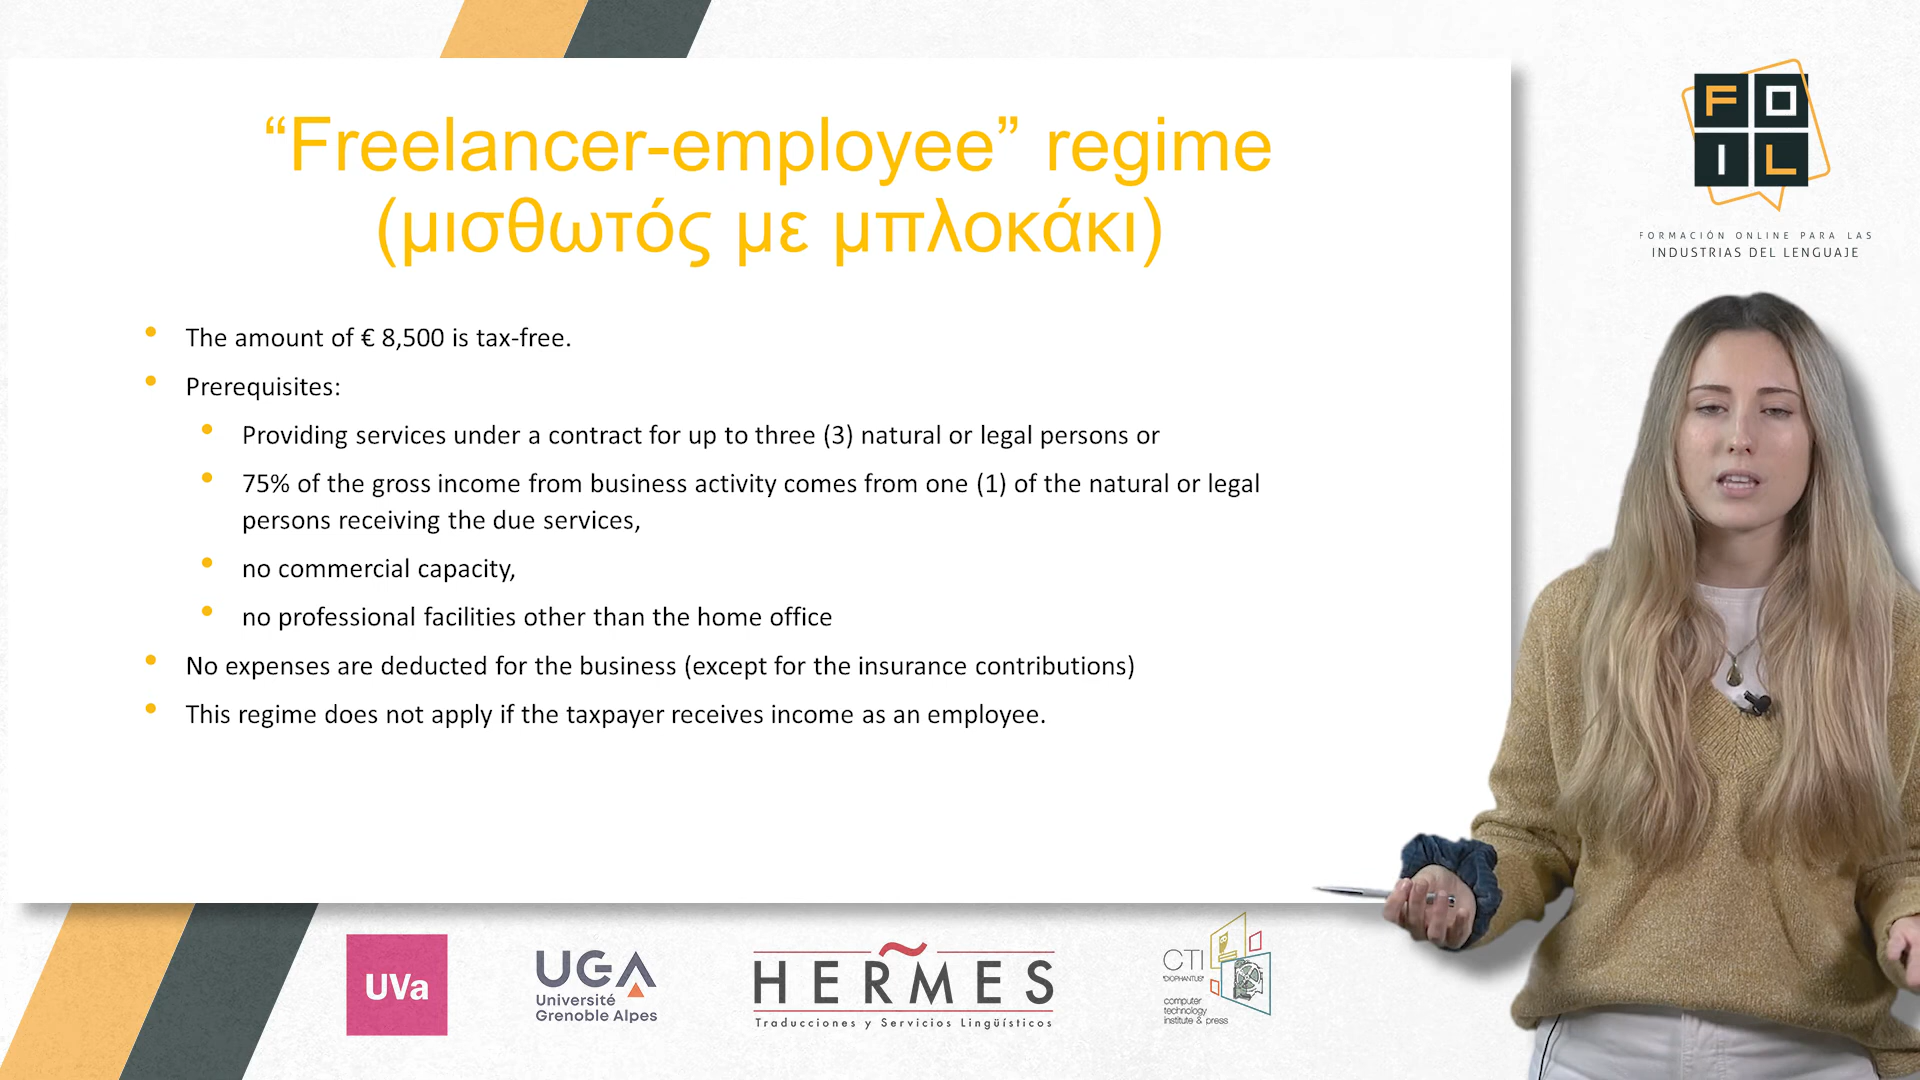 “Freelancer-employee” regime
(μισθωτός με μπλοκάκι)
• The amount of € 8,500 is tax-free.
• Prerequisites:
• Providing services under a contract for up to three (3) natural or legal persons or
• 75% of the gross income from business activity comes from one (1) of the natural or legal
persons receiving the due services,
• no commercial capacity,
• no professional facilities other than the home office
• No expenses are deducted for the business (except for the insurance contributions)
• This regime does not apply if the taxpayer receives income as an employee.
F O
I L
FORMACIÓN ONLINE PARA LAS
INDUSTRIAS DEL LENGUAJE
UVa
UGA
Université
Grenoble Alpes
HERMES
Traducciones y Servicios Lingüísticos
CTI
"DIOPHANTUS"
computer
technology
institute & press